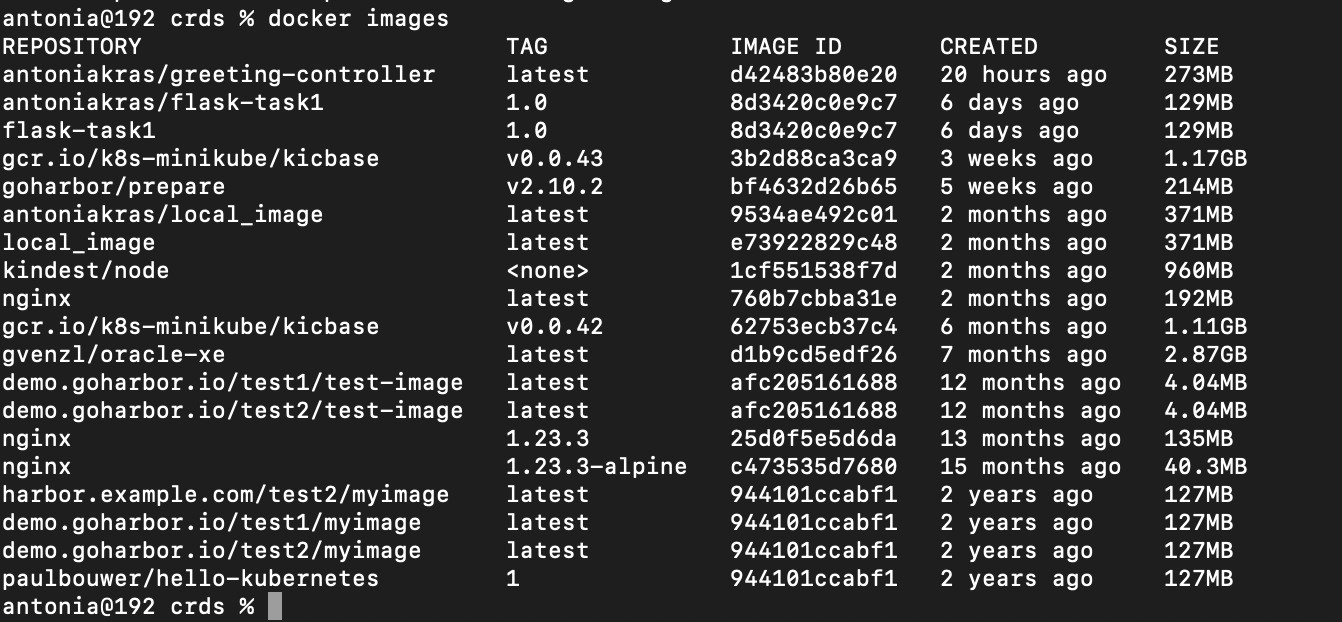 antonia@192 crds % docker images
REPOSITORY TAG IMAGE ID CREATED SIZE
antoniakras/greeting-controller latest d42483b80e20 20 hours ago 273MB
antoniakras/flask-task1 1.0 8d3420c0e9c7 6 days ago 129MB
flask-task1 1.0 8d3420c0e9c7 6 days ago 129MB
gcr.io/k8s-minikube/kicbase v0.0.43 3b2d88ca3ca9 3 weeks ago 1.17GB
goharbor/prepare v2.10.2 bf4632d26b65 5 weeks ago 214MB
antoniakras/local_image latest 9534ae492c01 2 months ago 371MB
local_image latest e73922829c48 2 months ago 371MB
kindest/node <none> 1cf551538f7d 2 months ago 960MB
nginx latest 760b7cbba31e 2 months ago 192MB
gcr.io/k8s-minikube/kicbase v0.0.42 62753ecb37c4 6 months ago 1.11GB
gvenzl/oracle-xe latest d1b9cd5edf26 7 months ago 2.87GB
demo.goharbor.io/test1/test-image latest afc205161688 12 months ago 4.04MB
demo.goharbor.io/test2/test-image latest afc205161688 12 months ago 4.04MB
nginx 1.23.3 25d0f5e5d6da 13 months ago 135MB
nginx 1.23.3-alpine c473535d7680 15 months ago 40.3MB
harbor.example.com/test2/myimage latest 944101ccabf1 2 years ago 127MB
demo.goharbor.io/test1/myimage latest 944101ccabf1 2 years ago 127MB
demo.goharbor.io/test2/myimage latest 944101ccabf1 2 years ago 127MB
paulbouwer/hello-kubernetes 1 944101ccabf1 2 years ago 127MB
antonia@192 crds %